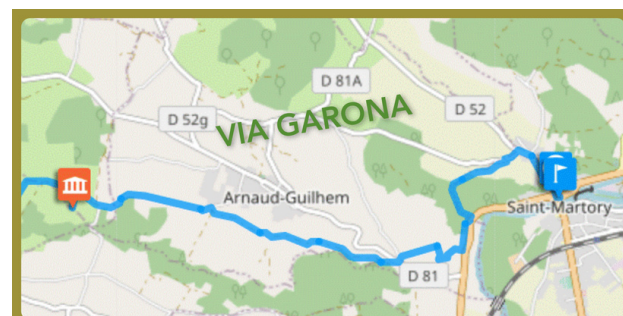 D 81A
D 52
D 52g
VIA GARONA
Arnaud-Guilhem
Saint-Martory
D 81